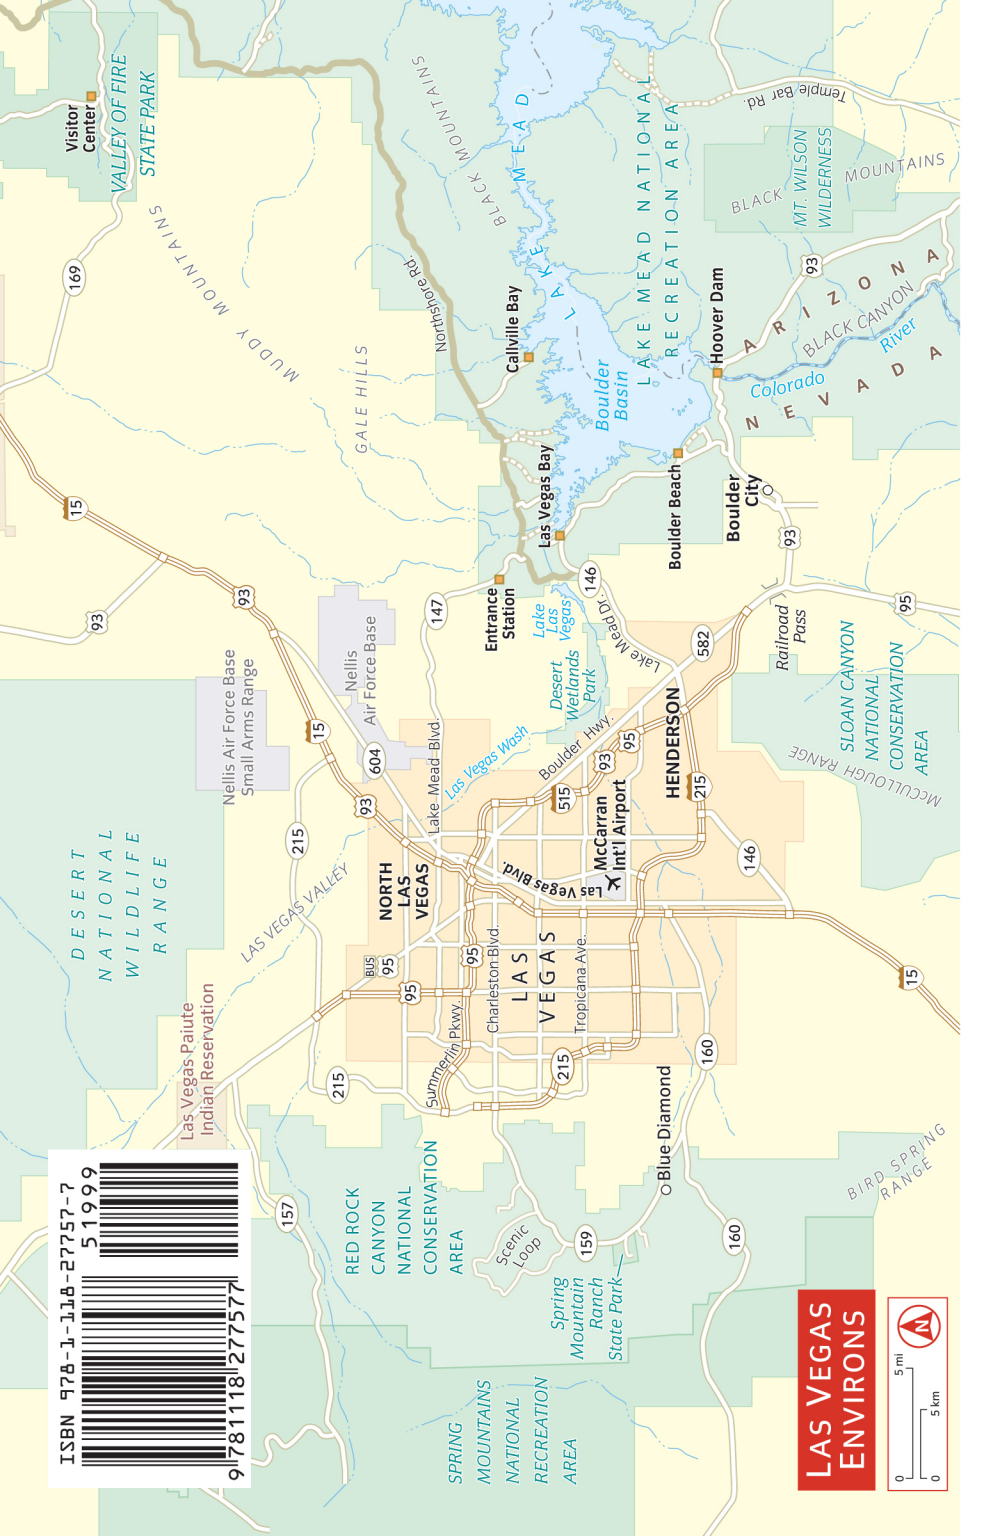 ISBN 978-1-118-27757-7
51999
9 781118 277577
LAS VEGAS
ENVIRONS
0
5 mi
0
5 km
N
SPRING
MOUNTAINS
NATIONAL
RECREATION
AREA
RED ROCK
CANYON
NATIONAL
CONSERVATION
AREA
Spring
Mountain
Ranch
State Park
Scenic
Loop
157
159
160
160
Blue Diamond
BIRD SPRING
RANGE
Las Vegas Paiute
Indian Reservation
DESERT
NATIONAL
WILDLIFE
RANGE
LAS VEGAS VALLEY
215
215
215
215
Summerlin Pkwy.
Charleston Blvd.
Tropicana Ave.
LAS
VEGAS
NORTH
LAS
VEGAS
BUS
95
95
95
Las Vegas Blvd.
McCarran
Int'l Airport
HENDERSON
Lake Mead Blvd.
Las Vegas Wash
Boulder Hwy.
515
93
95
146
15
Nellis Air Force Base
Small Arms Range
Nellis
Air Force Base
604
93
15
93
93
15
147
Desert
Wetlands
Park
Lake
Las
Vegas
Lake Mead Dr.
146
582
Railroad
Pass
95
93
SLOAN CANYON
NATIONAL
CONSERVATION
AREA
McCULLOUGH RANGE
Entrance
Station
Las Vegas Bay
Boulder Beach
Boulder
City
Callville Bay
Hoover Dam
Boulder
Basin
LAKE MEAD
LAKE MEAD NATIONAL
RECREATION AREA
Northshore Rd.
GALE HILLS
MUDDY MOUNTAINS
BLACK MOUNTAINS
169
Visitor
Center
VALLEY OF FIRE
STATE PARK
Temple Bar Rd.
MT. WILSON
WILDERNESS
BLACK MOUNTAINS
93
ARIZONA
BLACK CANYON
Colorado River
NEVADA